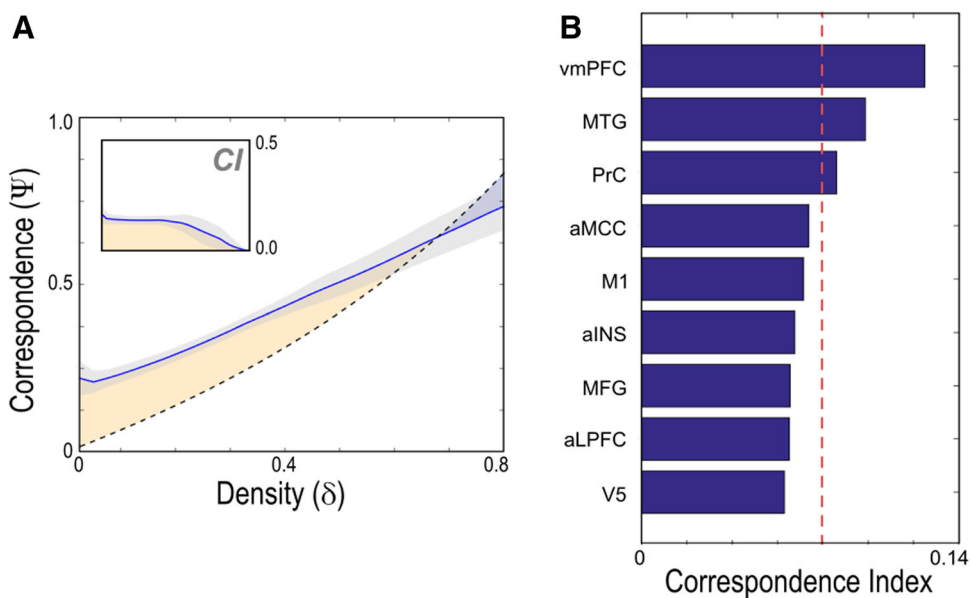 A
1.0
0.5
0
Correspondence (Ψ)
CI
0.5
0.0
0
0.4
0.8
Density (δ)
B
vmPFC
MTG
PrC
aMCC
M1
aINS
MFG
aLPFC
V5
0
0.14
Correspondence Index